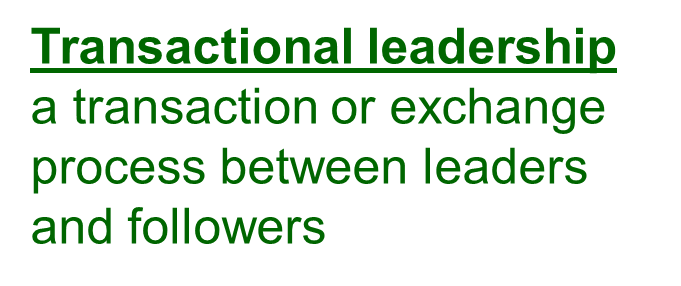 Transactional leadership
a transaction or exchange
process between leaders
and followers